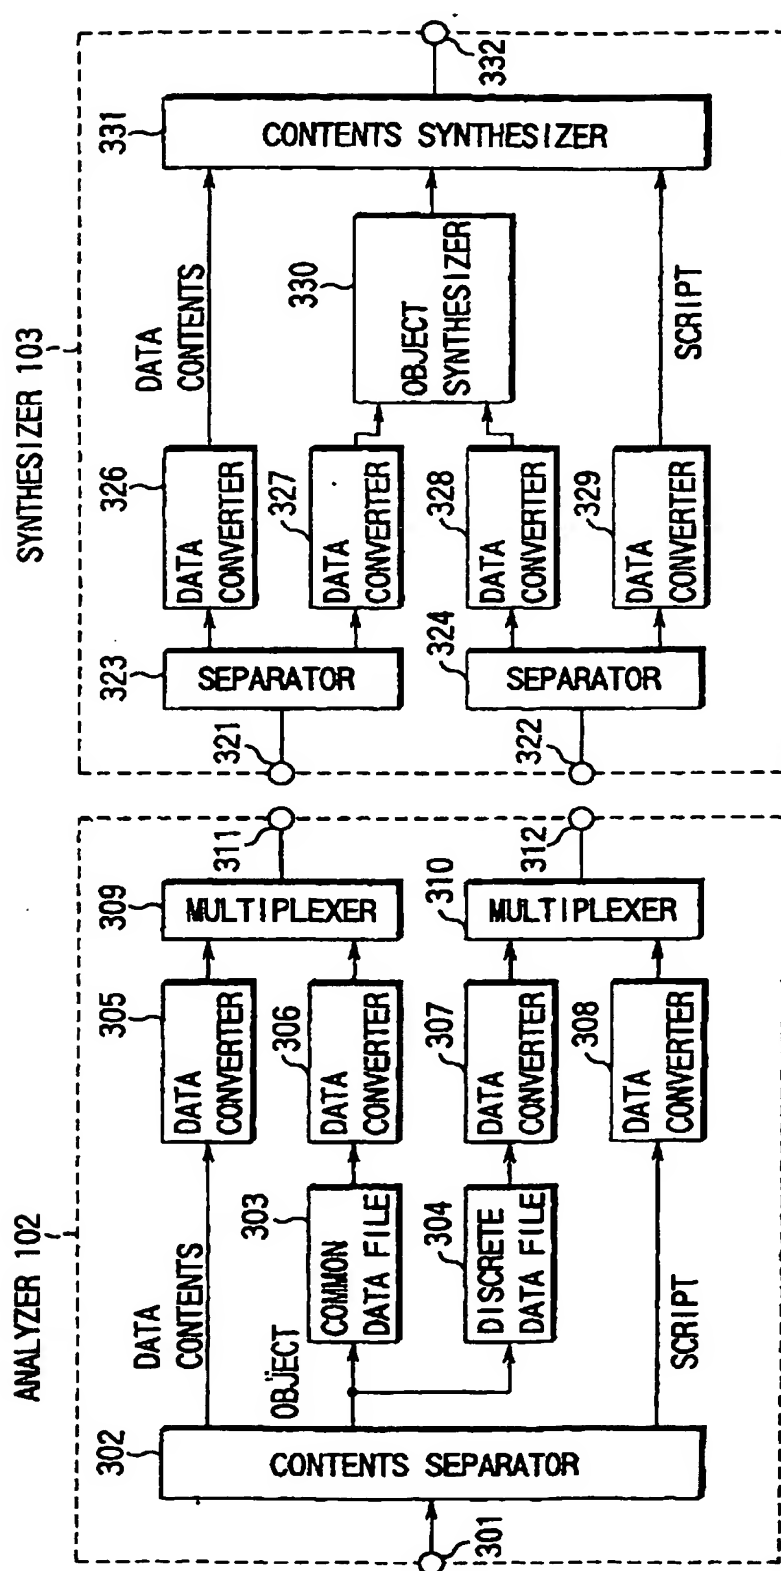 ANALYZER 102
301
302
CONTENTS SEPARATOR
DATA
CONTENTS
OBJECT
SCRIPT
303
COMMON
DATA FILE
304
DISCRETE
DATA FILE
305
DATA
CONVERTER
306
DATA
CONVERTER
307
DATA
CONVERTER
308
DATA
CONVERTER
309
MULTIPLEXER
310
MULTIPLEXER
311
312
SYNTHESIZER 103
321
322
323
SEPARATOR
324
SEPARATOR
326
DATA
CONVERTER
327
DATA
CONVERTER
328
DATA
CONVERTER
329
DATA
CONVERTER
DATA
CONTENTS
330
OBJECT
SYNTHESIZER
SCRIPT
331
CONTENTS SYNTHESIZER
332